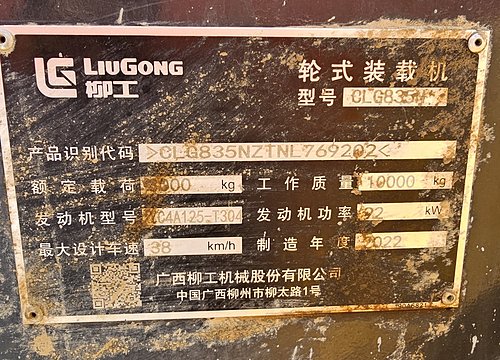 LIUGONG
柳工
轮式装载机
型号 CLG835N
产品识别代码 >CLG835NZTNL769202<
额定载荷 kg 工作质量 10000 kg
发动机型号 YC4A125-T304 发动机功率 92 kW
最大设计车速 38 km/h 制造年度 2022
广西柳工机械股份有限公司
中国广西柳州市柳太路1号